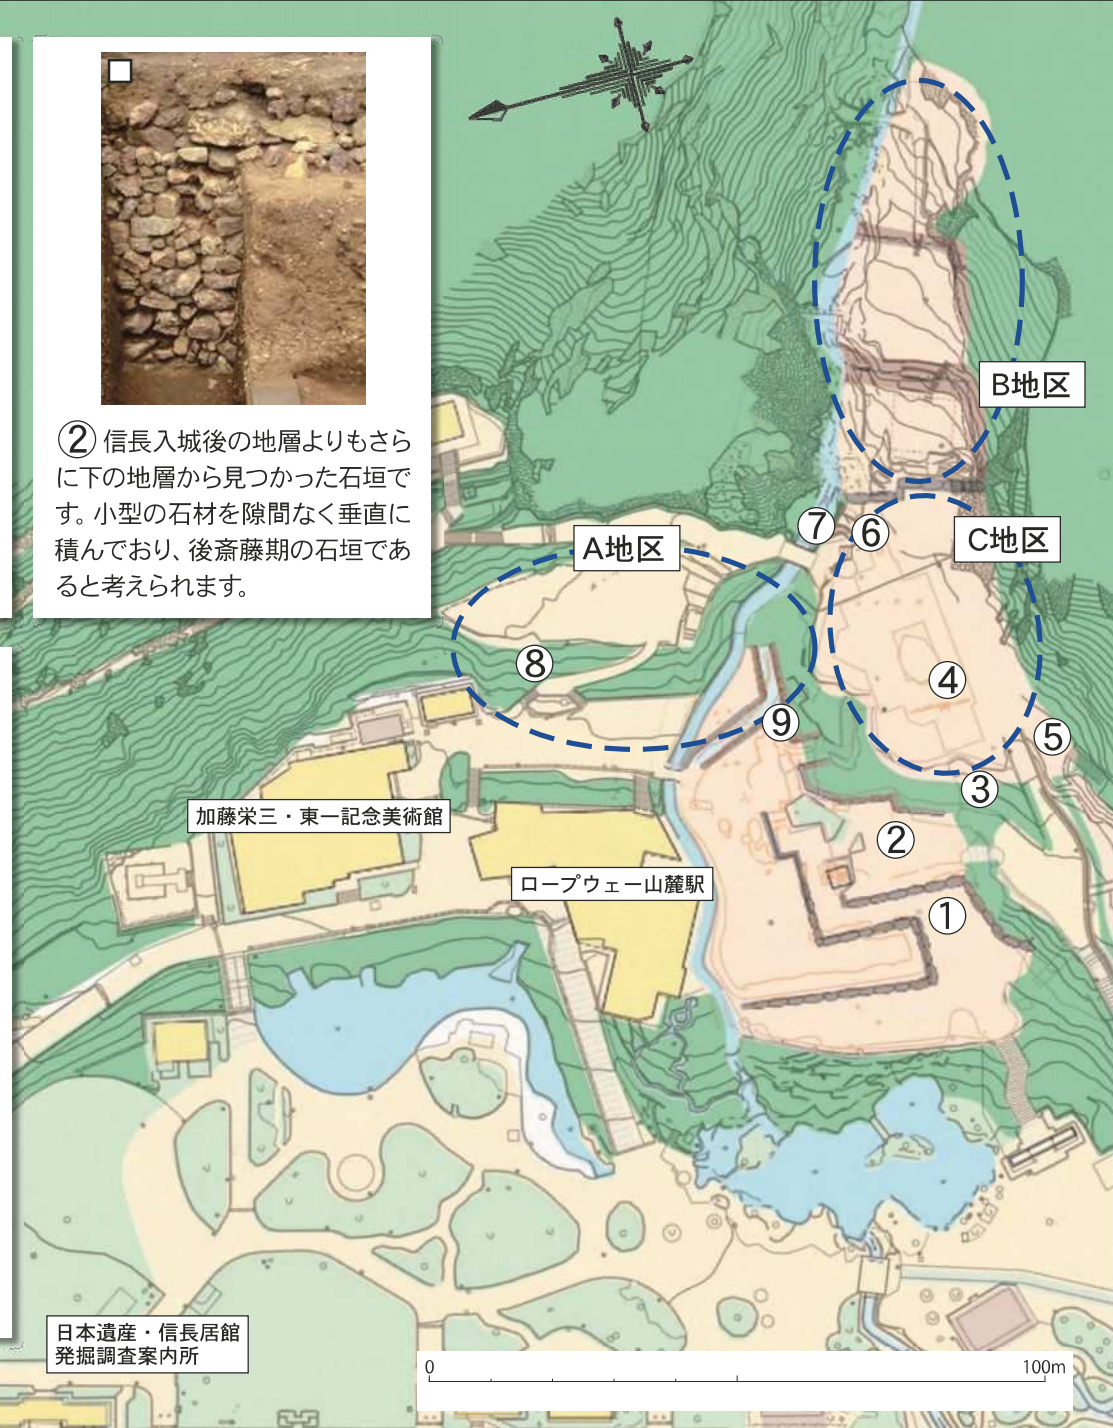 ② 信長入城後の地層よりもさら
に下の地層から見つかった石垣で
す。小型の石材を隙間なく垂直に
積んでおり、後斎藤期の石垣であ
ると考えられます。
B地区
⑦
⑥
C地区
A地区
⑧
④
⑨
⑤
③
加藤栄三・東一記念美術館
②
ロープウェー山麓駅
①
日本遺産・信長居館
発掘調査案内所
0
100m